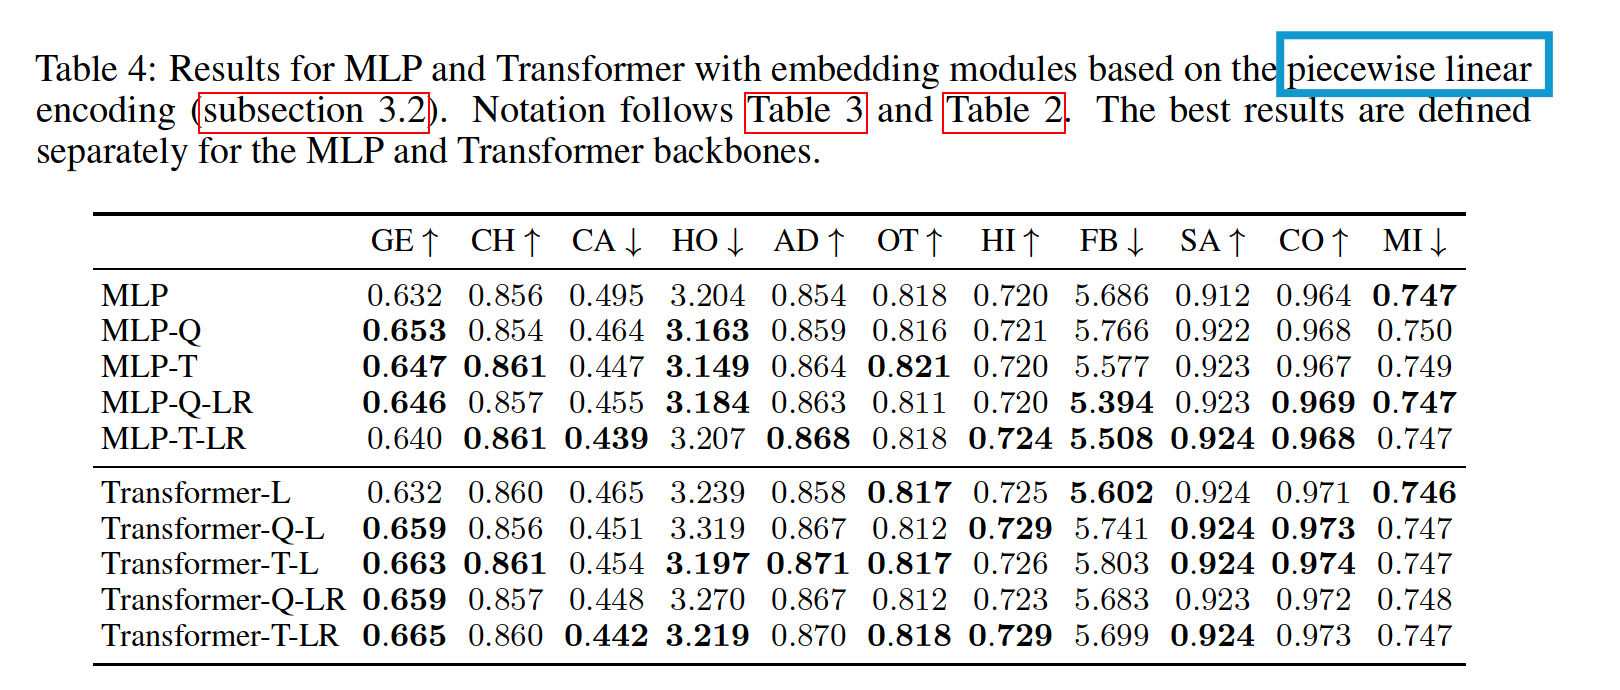 Table 4: Results for MLP and Transformer with embedding modules based on the piecewise linear
encoding (subsection 3.2). Notation follows Table 3 and Table 2. The best results are defined
separately for the MLP and Transformer backbones.
GE ↑ CH ↑ CA ↓ HO ↓ AD ↑ OT ↑ HI ↑ FB ↓ SA ↑ CO ↑ MI ↓
MLP 0.632 0.856 0.495 3.204 0.854 0.818 0.720 5.686 0.912 0.964 0.747
MLP-Q 0.653 0.854 0.464 3.163 0.859 0.816 0.721 5.766 0.922 0.968 0.750
MLP-T 0.647 0.861 0.447 3.149 0.864 0.821 0.720 5.577 0.923 0.967 0.749
MLP-Q-LR 0.646 0.857 0.455 3.184 0.863 0.811 0.720 5.394 0.923 0.969 0.747
MLP-T-LR 0.640 0.861 0.439 3.207 0.868 0.818 0.724 5.508 0.924 0.968 0.747
Transformer-L 0.632 0.860 0.465 3.239 0.858 0.817 0.725 5.602 0.924 0.971 0.746
Transformer-Q-L 0.659 0.856 0.451 3.319 0.867 0.812 0.729 5.741 0.924 0.973 0.747
Transformer-T-L 0.663 0.861 0.454 3.197 0.871 0.817 0.726 5.803 0.924 0.974 0.747
Transformer-Q-LR 0.659 0.857 0.448 3.270 0.867 0.812 0.723 5.683 0.923 0.972 0.748
Transformer-T-LR 0.665 0.860 0.442 3.219 0.870 0.818 0.729 5.699 0.924 0.973 0.747